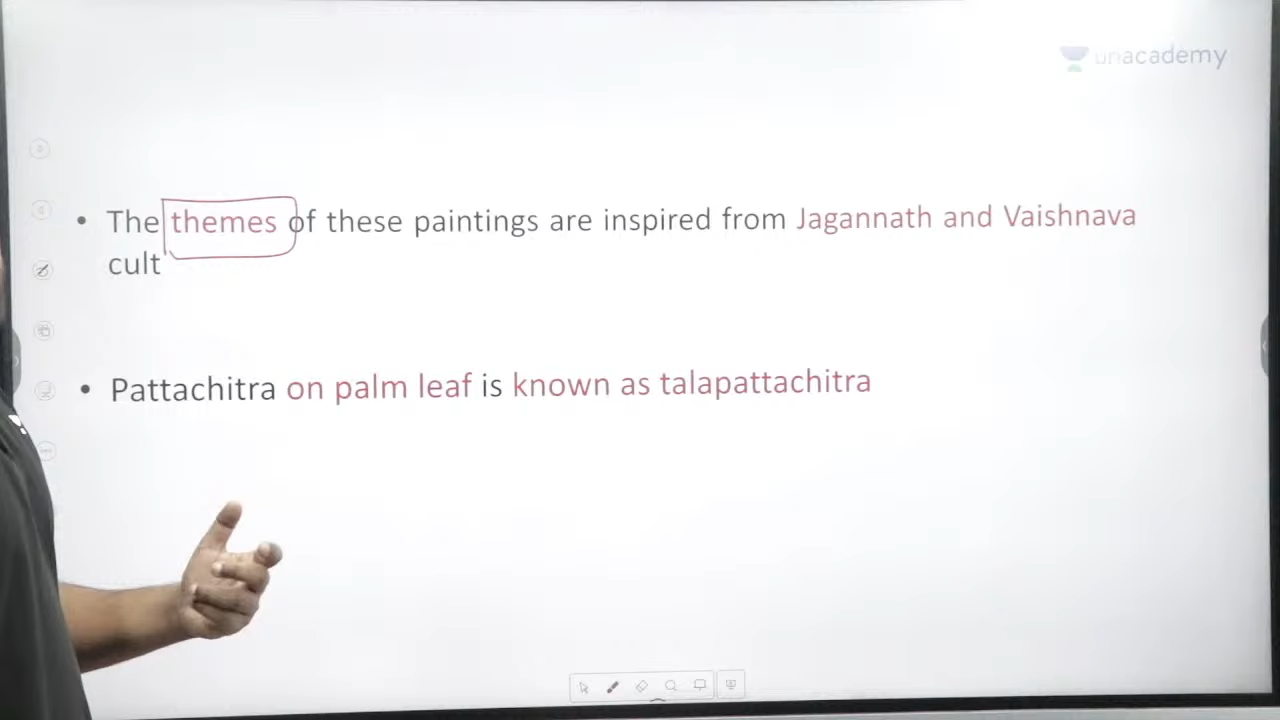 unacademy
• The themes of these paintings are inspired from Jagannath and Vaishnava
cult
• Pattachitra on palm leaf is known as talapattachitra